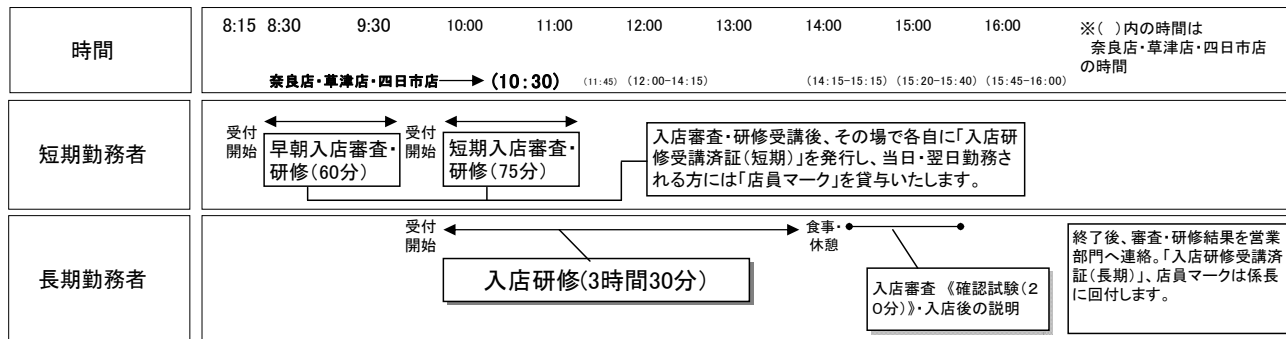 時間
8:15 8:30 9:30 10:00 11:00 12:00 13:00 14:00 15:00 16:00
※( )内の時間は
奈良店・草津店・四日市店
の時間
奈良店・草津店・四日市店 (10:30) (11:45) (12:00-14:15) (14:15-15:15) (15:20-15:40) (15:45-16:00)
短期勤務者
受付
開始
早朝入店審査・
研修(60分)
受付
開始
短期入店審査・
研修(75分)
入店審査・研修受講後、その場で各自に「入店研
修受講済証(短期)」を発行し、当日・翌日勤務さ
れる方には「店員マーク」を貸与いたします。
長期勤務者
受付
開始
入店研修(3時間30分)
食事・
休憩
入店審査 《確認試験(2
0分)》・入店後の説明
終了後、審査・研修結果を営業
部門へ連絡。「入店研修受講済
証(長期)」、店員マークは係長
に回付します。